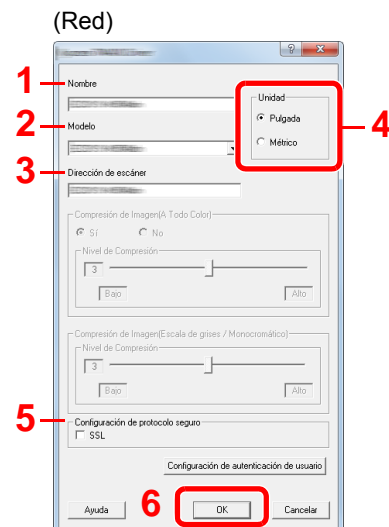 (Red)
1
Nombre
Unidad
Pulgada
Métrico
4
2
Modelo
3
Dirección de escáner
Compresión de Imagen(A Todo Color)
Sí No
Nivel de Compresión
3
Bajo Alto
Compresión de Imagen(Escala de grises / Monocromático)
Nivel de Compresión
3
Bajo Alto
5
Configuración de protocolo seguro
SSL
Configuración de autenticación de usuario
Ayuda 6 OK Cancelar